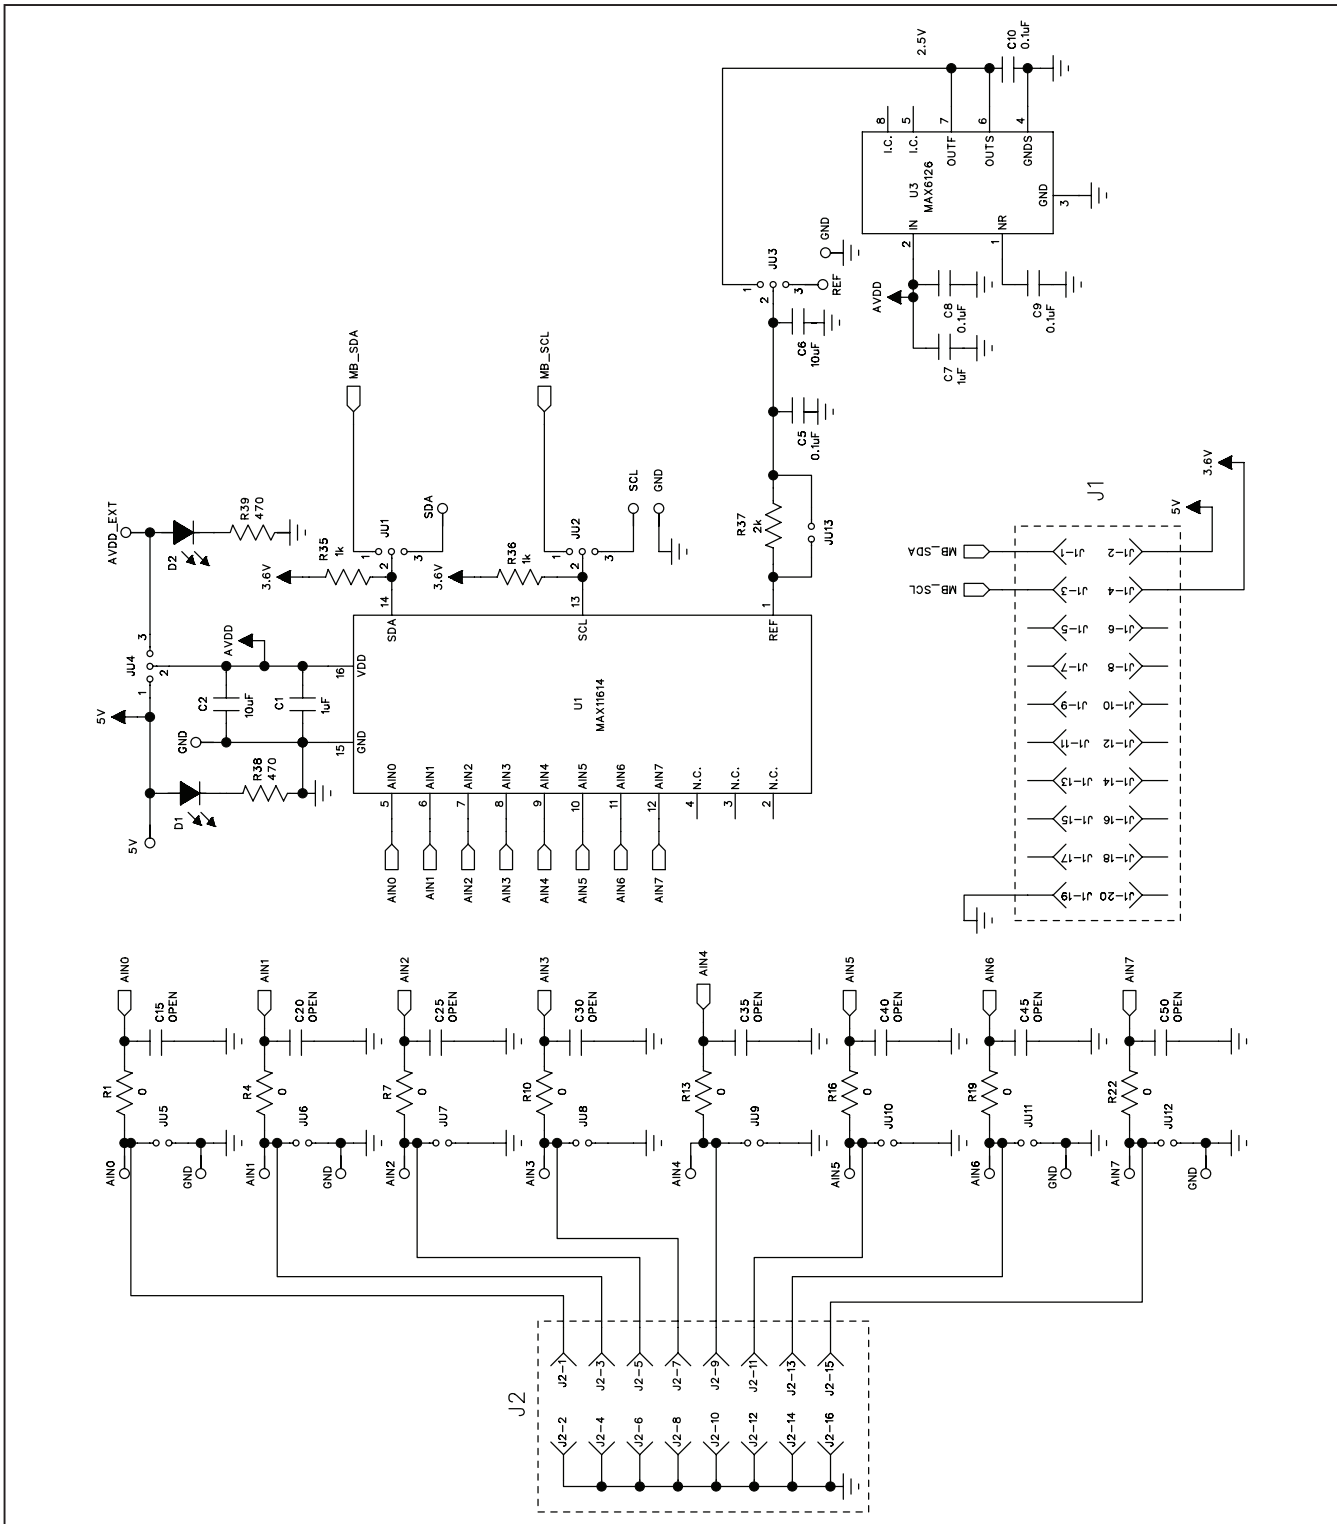 2.5V
C10
0.1uF
I.C. 8
I.C. 5
OUTF 7
OUTS 6
GNDS 4
U3
MAX6126
GND 3
IN 2
NR 1
AVDD
C8
0.1uF
C9
0.1uF
C7
1uF
GND
JU3
1
2
3
REF
C6
10uF
C5
0.1uF
R37
2k
JU13
MB_SDA
MB_SCL
AVDD_EXT
D2
R39
470
R35
1k
3.6V
JU1
1
2
3
SDA
R36
1k
3.6V
JU2
1
2
3
SCL
GND
14
SDA
13
SCL
1
REF
JU4
3
2
1
AVDD
5V
C2
10uF
C1
1uF
GND
16
VDD
15
GND
U1
MAX11614
D1
R38
470
5V
5 AIN0
6 AIN1
7 AIN2
8 AIN3
9 AIN4
10 AIN5
11 AIN6
12 AIN7
4 N.C.
3 N.C.
2 N.C.
AIN0
AIN1
AIN2
AIN3
AIN4
AIN5
AIN6
AIN7
J1
3.6V
5V
MB_SDA
MB_SCL
J1-1
J1-2
J1-3
J1-4
J1-5
J1-6
J1-7
J1-8
J1-9
J1-10
J1-11
J1-12
J1-13
J1-14
J1-15
J1-16
J1-17
J1-18
J1-19
J1-20
AIN0
C15
OPEN
R1
0
JU5
AIN0
GND
AIN1
C20
OPEN
R4
0
JU6
AIN1
GND
AIN2
C25
OPEN
R7
0
JU7
AIN2
AIN3
C30
OPEN
R10
0
JU8
AIN3
AIN4
C35
OPEN
R13
0
JU9
AIN4
AIN5
C40
OPEN
R16
0
JU10
AIN5
AIN6
C45
OPEN
R19
0
JU11
AIN6
GND
AIN7
C50
OPEN
R22
0
JU12
AIN7
GND
J2
J2-1
J2-3
J2-5
J2-7
J2-9
J2-11
J2-13
J2-15
J2-2
J2-4
J2-6
J2-8
J2-10
J2-12
J2-14
J2-16